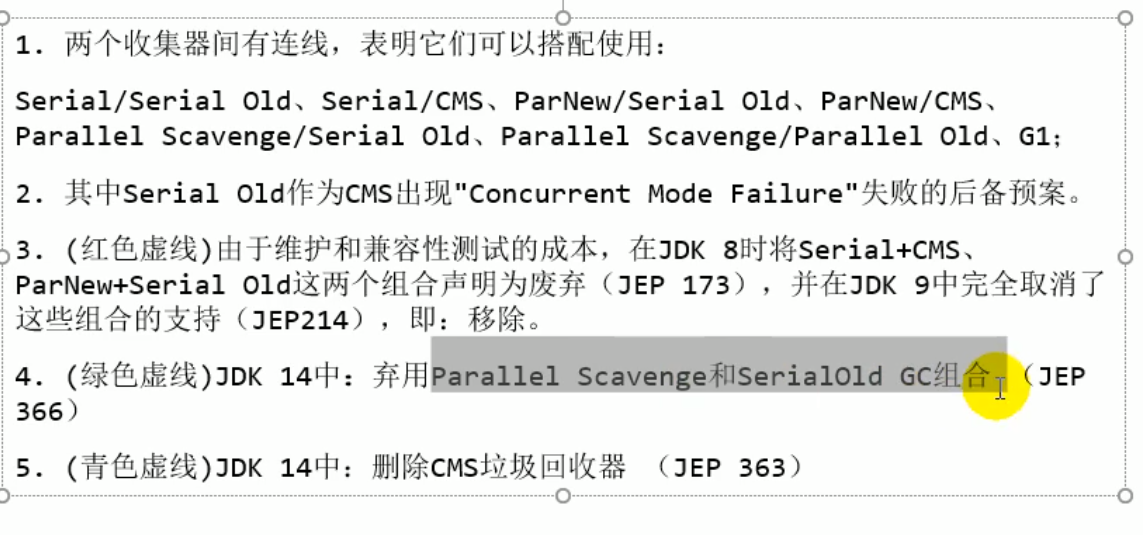 1. 两个收集器间有连线，表明它们可以搭配使用：
Serial/Serial Old、Serial/CMS、ParNew/Serial Old、ParNew/CMS、
Parallel Scavenge/Serial Old、Parallel Scavenge/Parallel Old、G1；
2. 其中Serial Old作为CMS出现"Concurrent Mode Failure"失败的后备预案。
3. (红色虚线)由于维护和兼容性测试的成本，在JDK 8时将Serial+CMS、
ParNew+Serial Old这两个组合声明为废弃（JEP 173），并在JDK 9中完全取消了
这些组合的支持（JEP214），即：移除。
4. (绿色虚线)JDK 14中：弃用Parallel Scavenge和SerialOld GC组合 （JEP
366）
5. (青色虚线)JDK 14中：删除CMS垃圾回收器 （JEP 363）